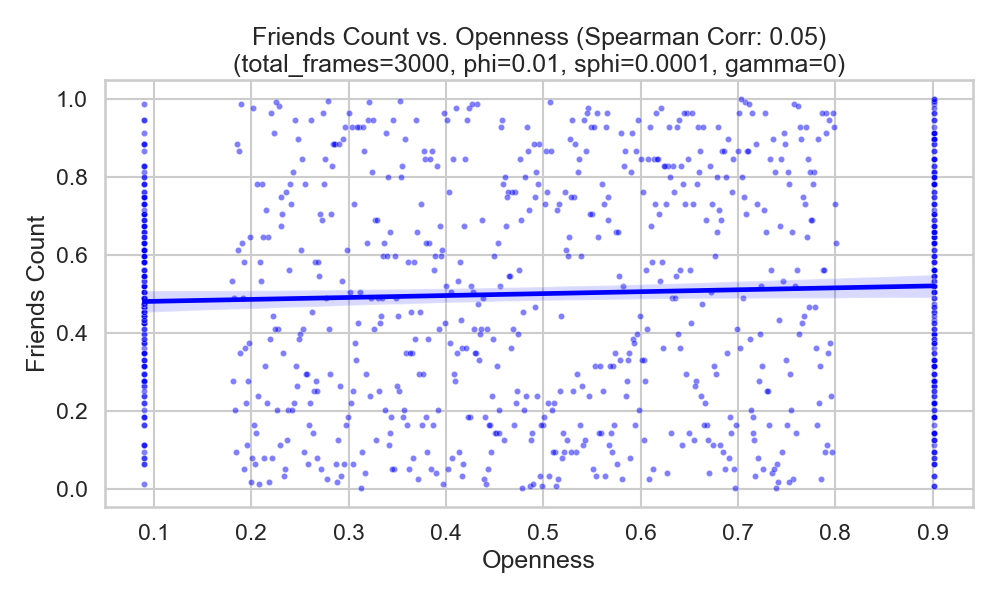 Friends Count vs. Openness (Spearman Corr: 0.05)
(total_frames=3000, phi=0.01, sphi=0.0001, gamma=0)
1.0
0.8
0.6
0.4
0.2
0.0
Friends Count
0.1 0.2 0.3 0.4 0.5 0.6 0.7 0.8 0.9
Openness